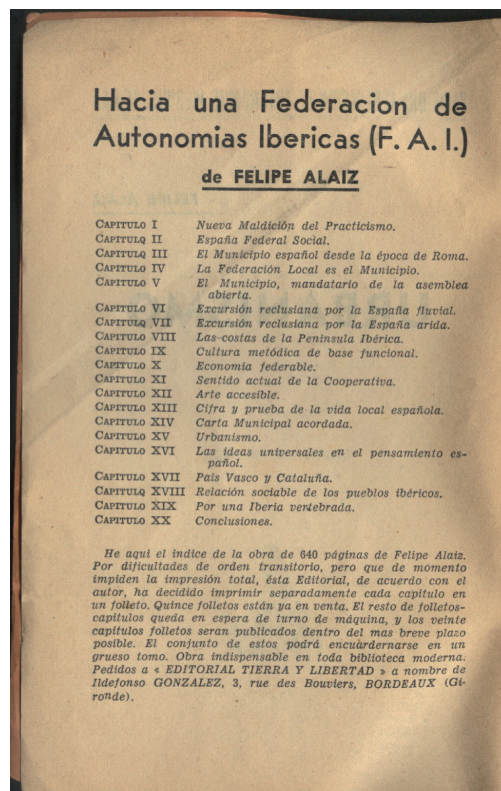 Hacia una Federacion de
Autonomias Ibericas (F. A. I.)
de FELIPE ALAIZ
CAPITULO I Nueva Maldición del Practicismo.
CAPITULO II España Federal Social.
CAPITULO III El Municipio español desde la época de Roma.
CAPITULO IV La Federación Local es el Municipio.
CAPITULO V El Municipio, mandatario de la asemblea
abierta.
CAPITULO VI Excursión reclusiana por la España fluvial.
CAPITULO VII Excursión reclusiana por la España arida.
CAPITULO VIII Las-costas de la Peninsula Ibérica.
CAPITULO IX Cultura metódica de base funcional.
CAPITULO X Economía federable.
CAPITULO XI Sentido actual de la Cooperativa.
CAPITULO XII Arte accesible.
CAPITULO XIII Cifra y prueba de la vida local española.
CAPITULO XIV Carta Municipal acordada.
CAPITULO XV Urbanismo.
CAPITULO XVI Las ideas universales en el pensamiento es-
pañol.
CAPITULO XVII Pais Vasco y Cataluña.
CAPITULO XVIII Relación sociable de los pueblos ibéricos.
CAPITULO XIX Por una Iberia vertebrada.
CAPITULO XX Conclusiones.
He aqui el indice de la obra de 640 páginas de Felipe Alaiz.
Por dificultades de orden transitorio, pero que de momento
impiden la impresión total, ésta Editorial, de acuerdo con el
autor, ha decidido imprimir separadamente cada capitulo en
un folleto. Quince folletos están ya en venta. El resto de folletos-
capitulos queda en espera de turno de máquina, y los veinte
capitulos folletos seran publicados dentro del mas breve plazo
posible. El conjunto de estos podrá encuàrdernarse en un
grueso tomo. Obra indispensable en toda biblioteca moderna.
Pedidos a « EDITORIAL TIERRA Y LIBERTAD » a nombre de
Ildefonso GONZALEZ, 3, rue des Bouviers, BORDEAUX (Gi-
ronde).